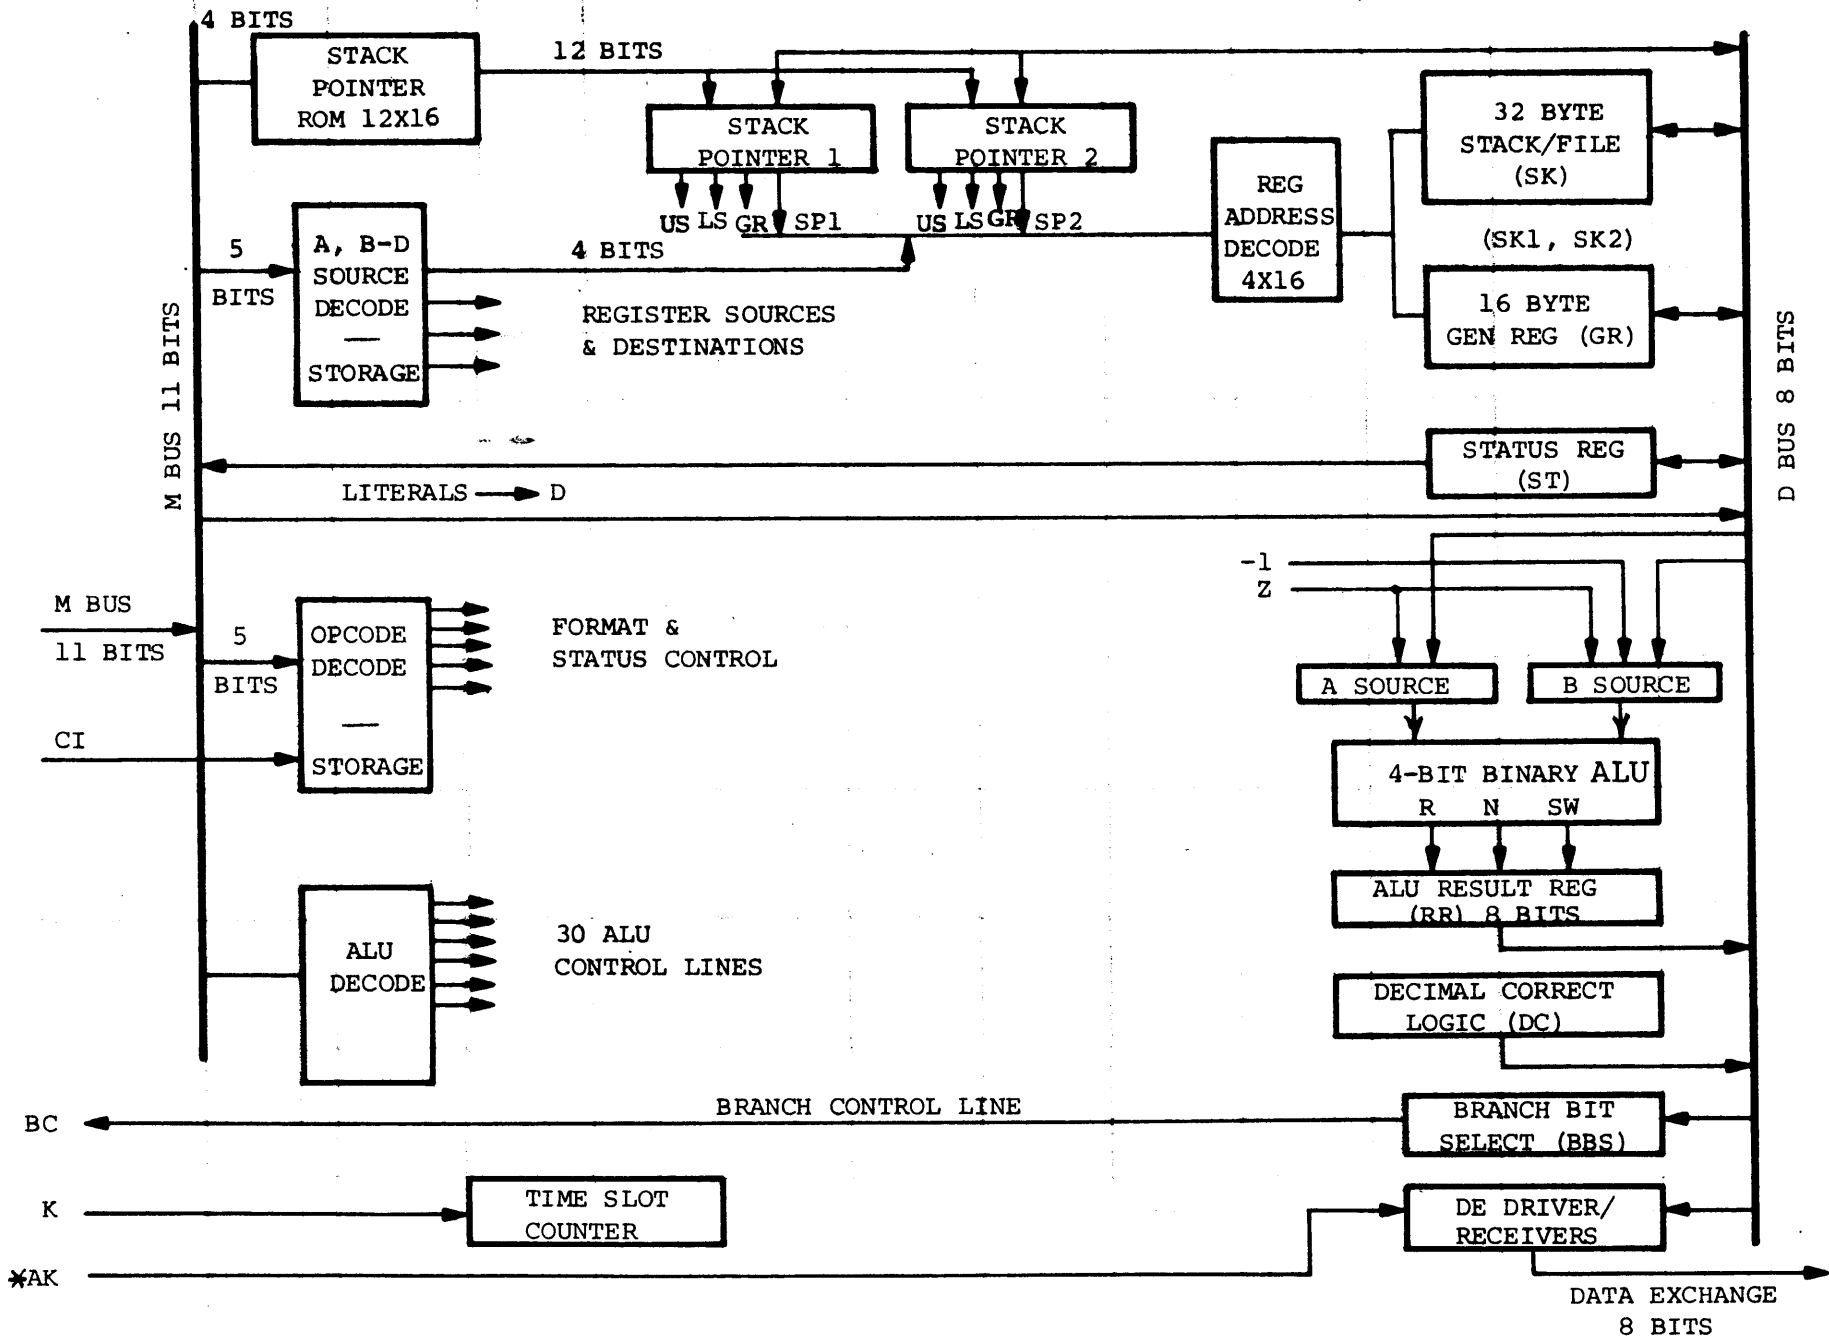 4 BITS
STACK
POINTER
ROM 12X16
12 BITS
STACK
POINTER 1
STACK
POINTER 2
US LS GR SP1
US LS GR SP2
REG
ADDRESS
DECODE
4X16
32 BYTE
STACK/FILE
(SK)
(SK1, SK2)
16 BYTE
GEN REG (GR)
5
BITS
A, B-D
SOURCE
DECODE
—
STORAGE
4 BITS
REGISTER SOURCES
& DESTINATIONS
M BUS 11 BITS
D BUS 8 BITS
STATUS REG
(ST)
LITERALS → D
-1
Z
M BUS
11 BITS
5
BITS
OPCODE
DECODE
—
STORAGE
FORMAT &
STATUS CONTROL
CI
A SOURCE
B SOURCE
4-BIT BINARY ALU
R N SW
ALU RESULT REG
(RR) 8 BITS
ALU
DECODE
30 ALU
CONTROL LINES
DECIMAL CORRECT
LOGIC (DC)
BC
BRANCH CONTROL LINE
BRANCH BIT
SELECT (BBS)
K
TIME SLOT
COUNTER
DE DRIVER/
RECEIVERS
*AK
DATA EXCHANGE
8 BITS